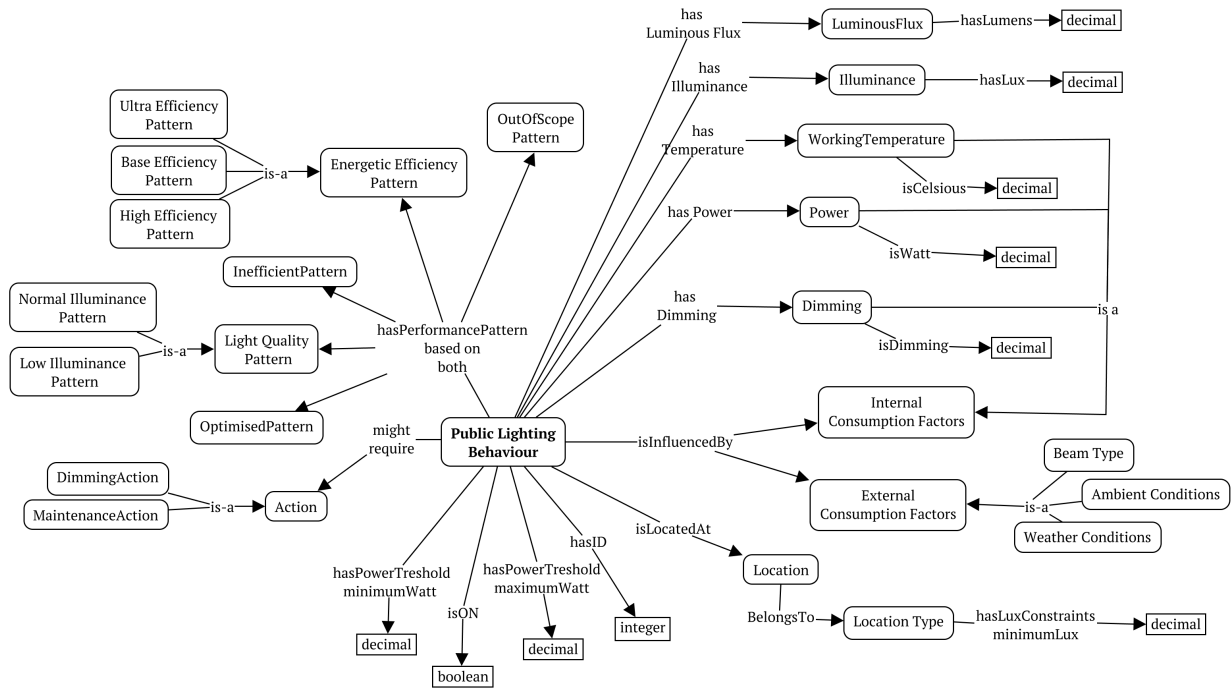 has
Luminous Flux
LuminousFlux
hasLumens
decimal
has
Illuminance
Illuminance
hasLux
decimal
Ultra Efficiency
Pattern
Base Efficiency
Pattern
High Efficiency
Pattern
is-a
Energetic Efficiency
Pattern
OutOfScope
Pattern
has
Temperature
WorkingTemperature
isCelsious
decimal
has Power
Power
isWatt
decimal
InefficientPattern
Normal Illuminance
Pattern
Low Illuminance
Pattern
is-a
Light Quality
Pattern
hasPerformancePattern
based on
both
has
Dimming
Dimming
isDimming
decimal
is a
OptimisedPattern
might
require
Public Lighting
Behaviour
isInfluencedBy
Internal
Consumption Factors
External
Consumption Factors
is-a
Beam Type
Ambient Conditions
Weather Conditions
DimmingAction
MaintenanceAction
is-a
Action
hasPowerTreshold
minimumWatt
decimal
isON
boolean
hasPowerTreshold
maximumWatt
decimal
hasID
integer
isLocatedAt
Location
BelongsTo
Location Type
hasLuxConstraints
minimumLux
decimal